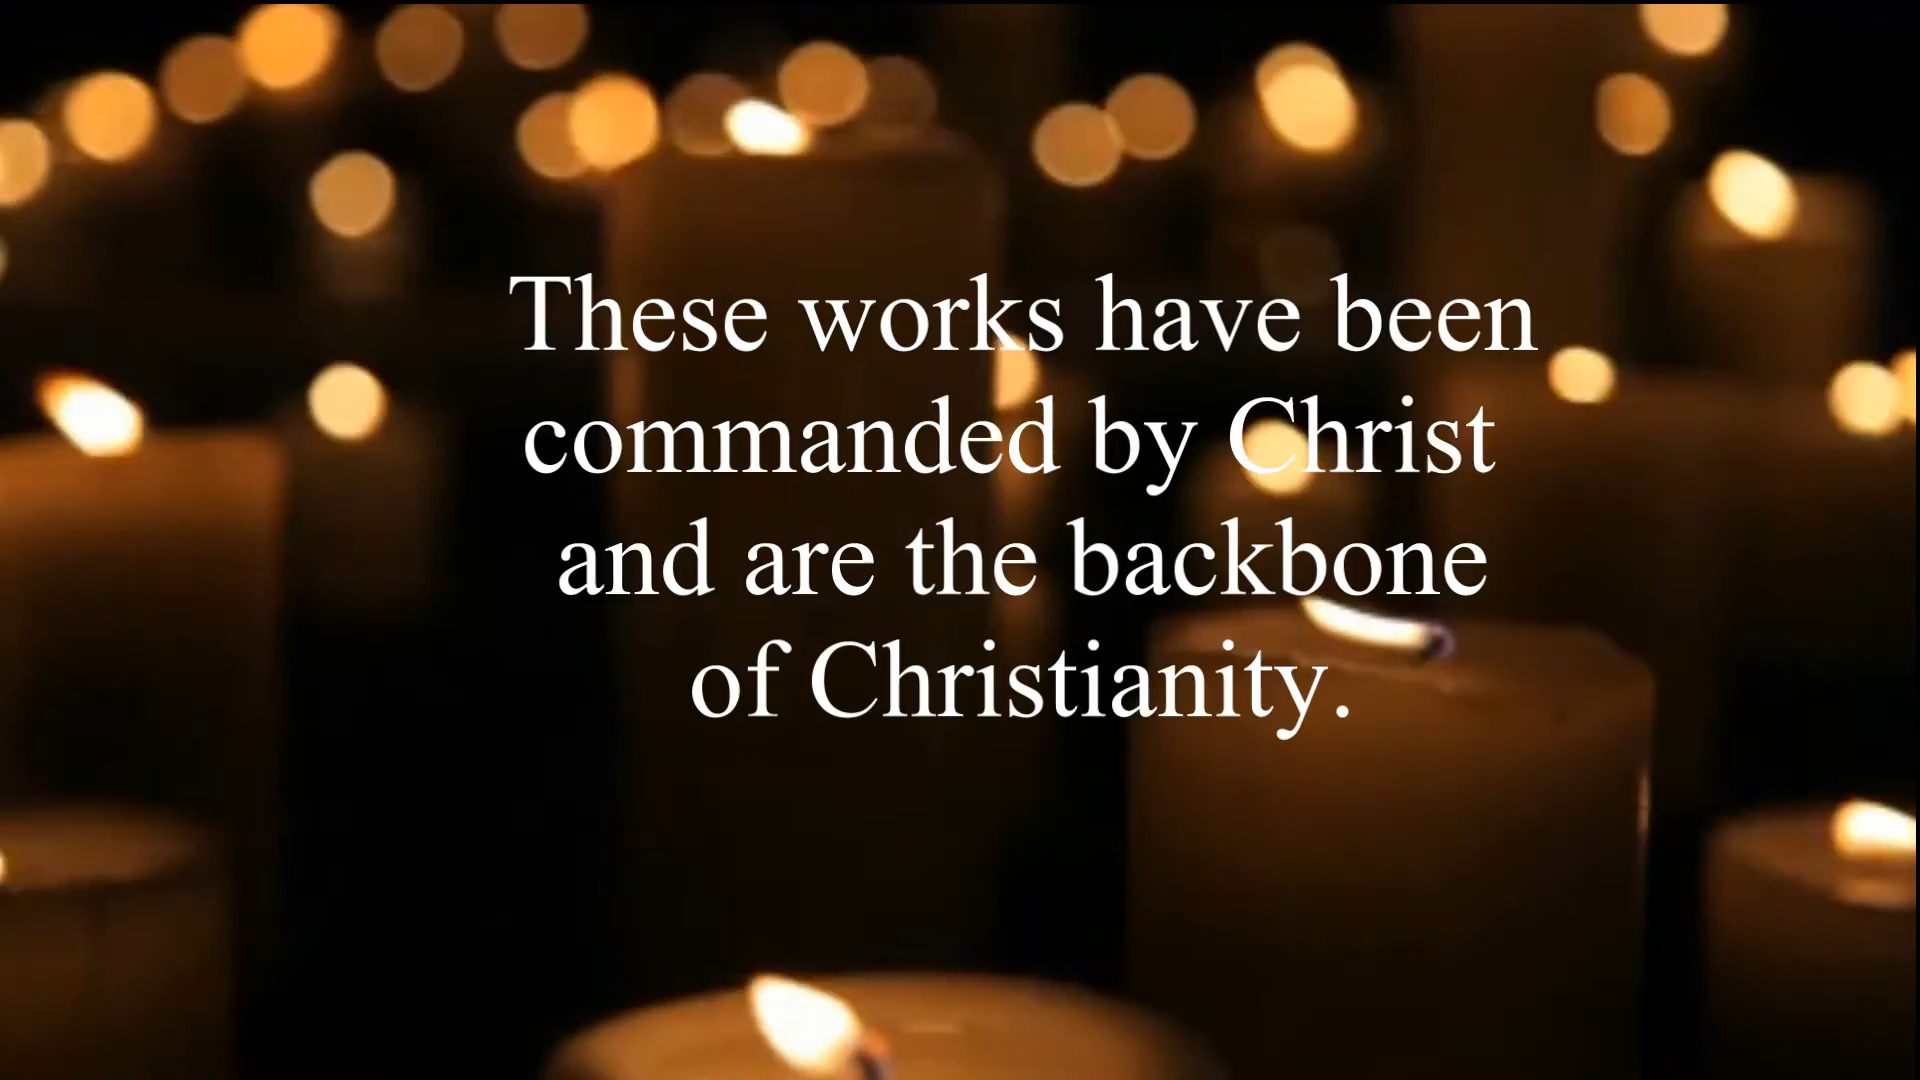 These works have been
commanded by Christ
and are the backbone
of Christianity.